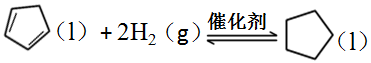 (l) + 2H₂ (g) 催化剂 ⇌ (l)